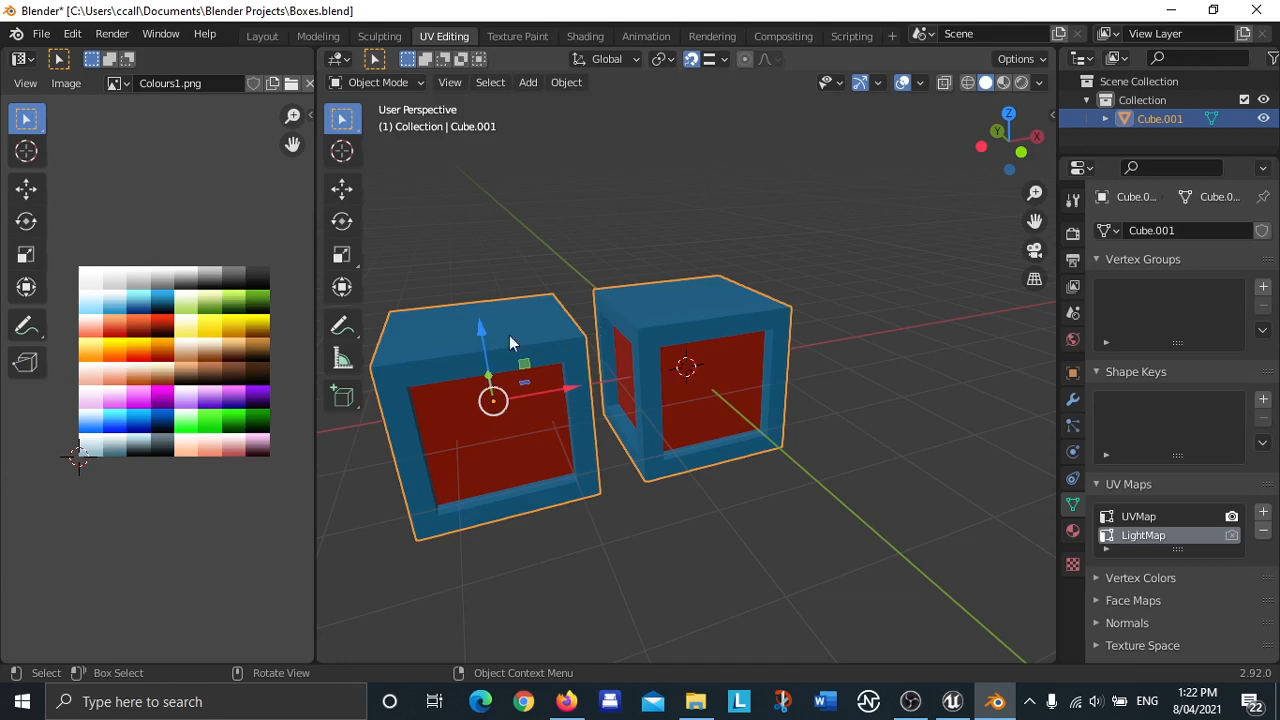 Blender* [C:\Users\ccall\Documents\Blender Projects\Boxes.blend]
File Edit Render Window Help Layout Modeling UV Editing Texture Paint Shading Animation Rendering Compositing Scripting Scene View Layer
Global Options
View Image Colours1.png Object Mode View Select Add Object
User Perspective
(1) Collection | Cube.001
Scene Collection
Collection
Cube.001
Z
Y
X
Cube.0... Cube.0...
Cube.001
Vertex Groups
Shape Keys
UV Maps
UVMap
LightMap
Vertex Colors
Face Maps
Normals
Texture Space
Select Box Select Rotate View Object Context Menu 2.92.0
Type here to search
ENG
1:22 PM
8/04/2021
22